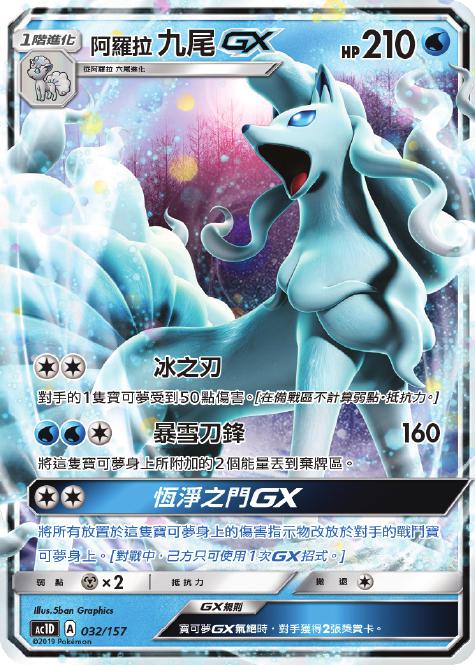 1階進化 阿羅拉 九尾GX HP210
從阿羅拉 六尾進化
冰之刃
對手的1隻寶可夢受到50點傷害。[在備戰區不計算弱點・抵抗力。]
暴雪刀鋒 160
將這隻寶可夢身上所附加的2個能量丟到棄牌區。
恆淨之門GX
將所有放置於這隻寶可夢身上的傷害指示物改放於對手的戰鬥寶
可夢身上。[對戰中,己方只可使用1次GX招式。]
弱點 ×2 抵抗力 撤退
Illus.5ban Graphics
GX規則
AC1D A 032/157
寶可夢GX氣絕時,對手獲得2張獎賞卡。
©2019 Pokémon